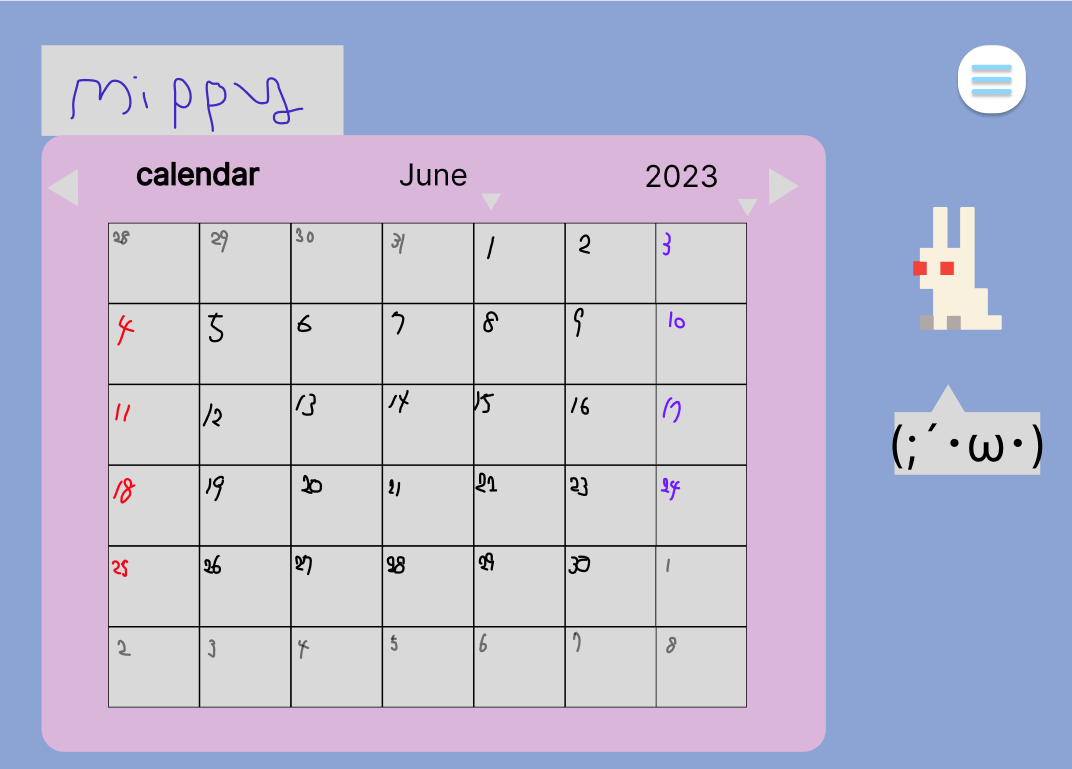 mippy
calendar June 2023
28 29 30 31 1 2 3
4 5 6 7 8 9 10
11 12 13 14 15 16 17
18 19 20 21 22 23 24
25 26 27 28 29 30 1
2 3 4 5 6 7 8
(;´・ω・)